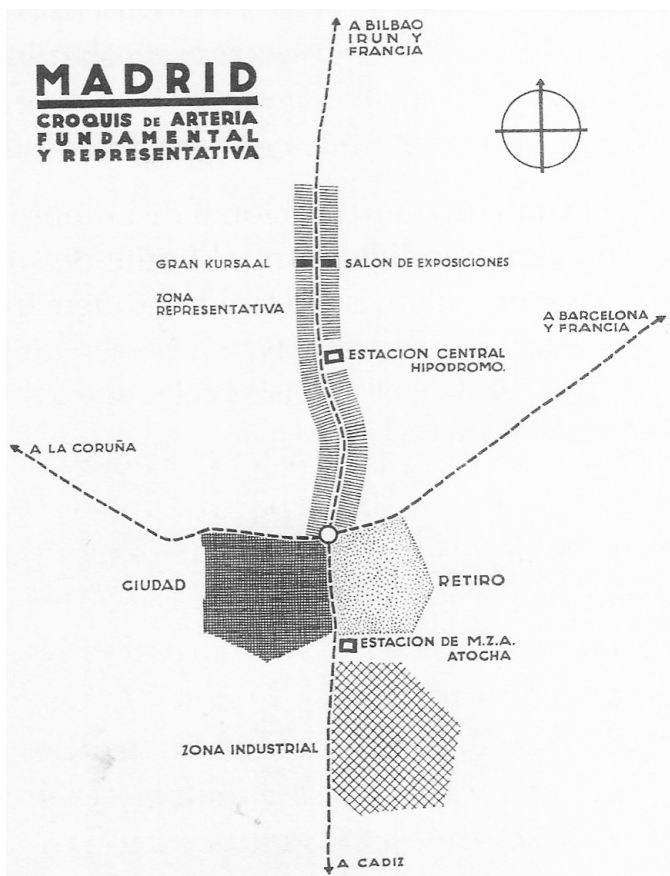 A BILBAO
IRUN Y
FRANCIA
MADRID
CROQUIS DE ARTERIA
FUNDAMENTAL
Y REPRESENTATIVA
GRAN KURSAAL
SALON DE EXPOSICIONES
ZONA
REPRESENTATIVA
A BARCELONA
Y FRANCIA
ESTACION CENTRAL
HIPODROMO.
A LA CORUÑA
CIUDAD
RETIRO
ESTACION DE M.Z.A.
ATOCHA
ZONA INDUSTRIAL
A CADIZ